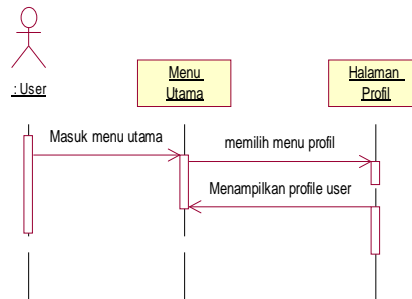 : User
Menu
Utama
Halaman
Profil
Masuk menu utama
memilih menu profil
Menampilkan profile user